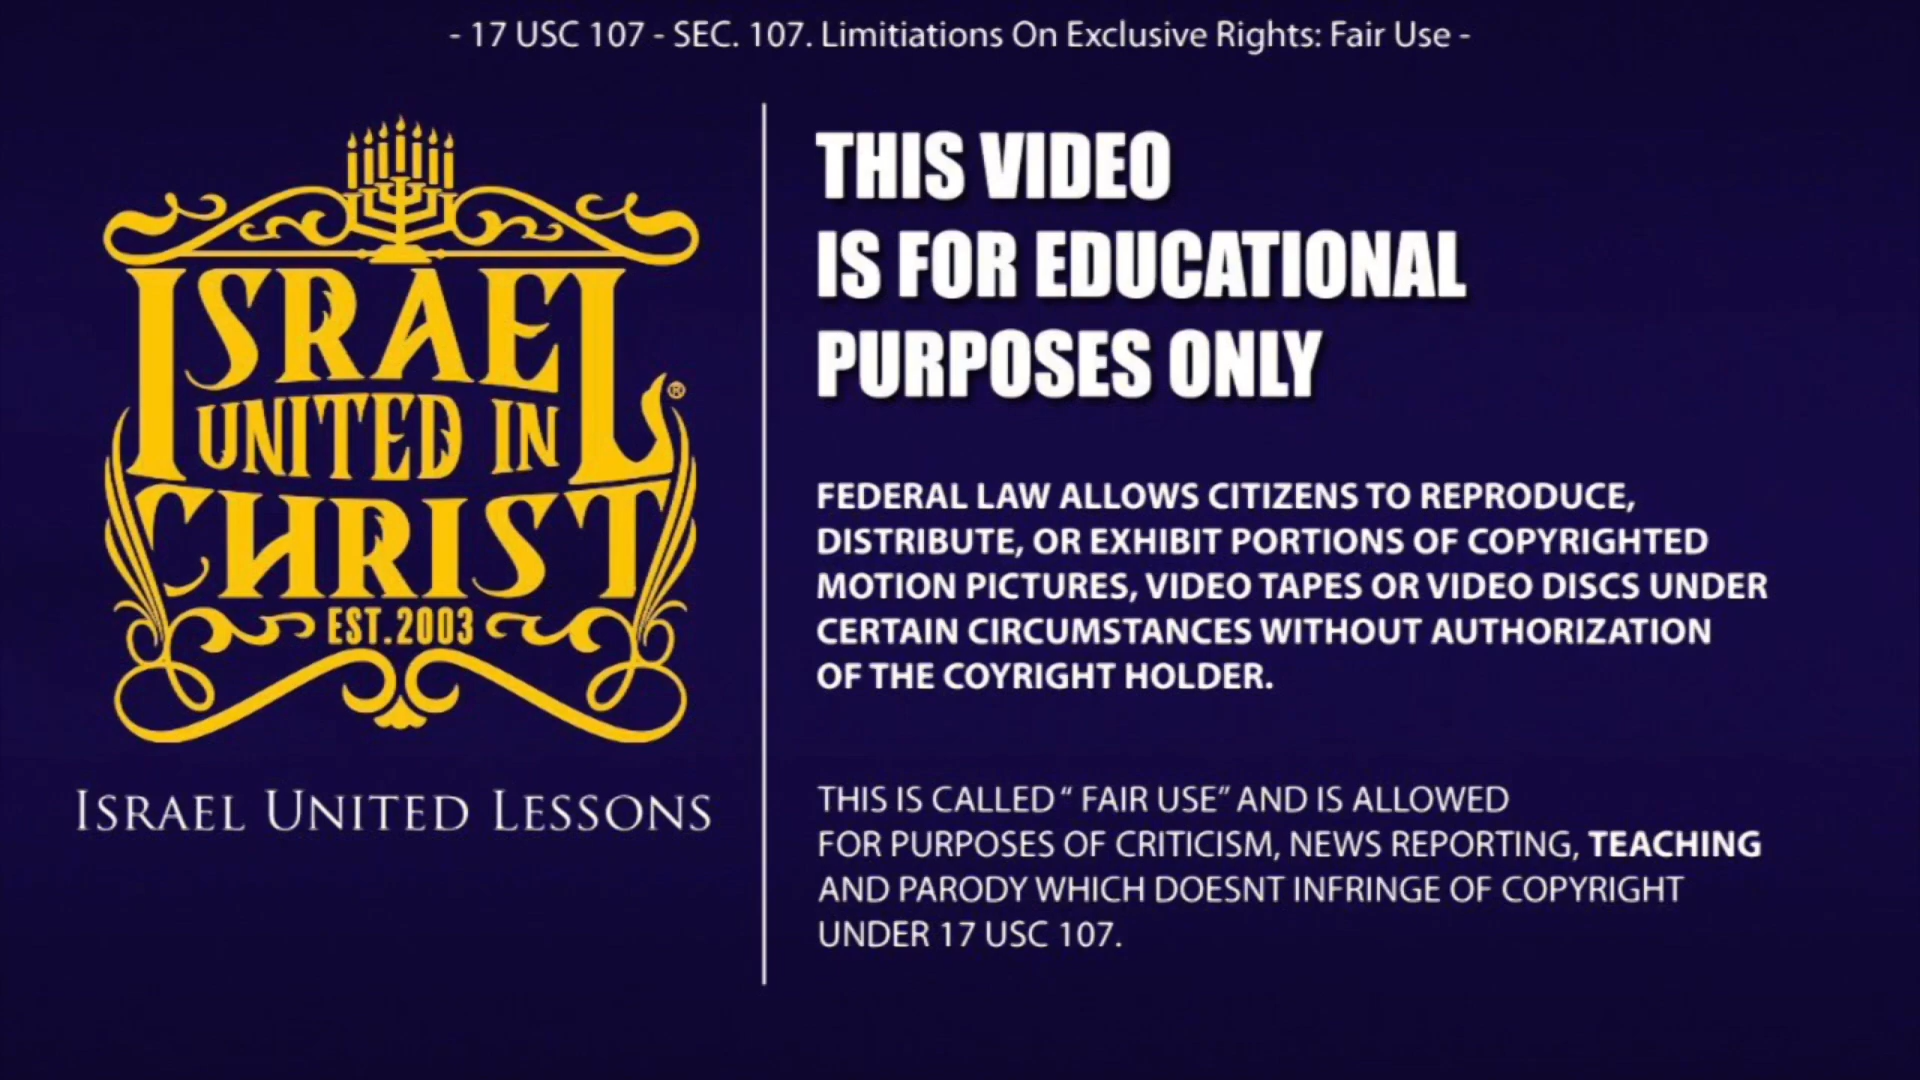 - 17 USC 107 - SEC. 107. Limitiations On Exclusive Rights: Fair Use -
ISRAEL
UNITED IN
CHRIST
EST.2003
ISRAEL UNITED LESSONS
THIS VIDEO
IS FOR EDUCATIONAL
PURPOSES ONLY
FEDERAL LAW ALLOWS CITIZENS TO REPRODUCE,
DISTRIBUTE, OR EXHIBIT PORTIONS OF COPYRIGHTED
MOTION PICTURES, VIDEO TAPES OR VIDEO DISCS UNDER
CERTAIN CIRCUMSTANCES WITHOUT AUTHORIZATION
OF THE COYRIGHT HOLDER.
THIS IS CALLED “ FAIR USE” AND IS ALLOWED
FOR PURPOSES OF CRITICISM, NEWS REPORTING, TEACHING
AND PARODY WHICH DOESNT INFRINGE OF COPYRIGHT
UNDER 17 USC 107.